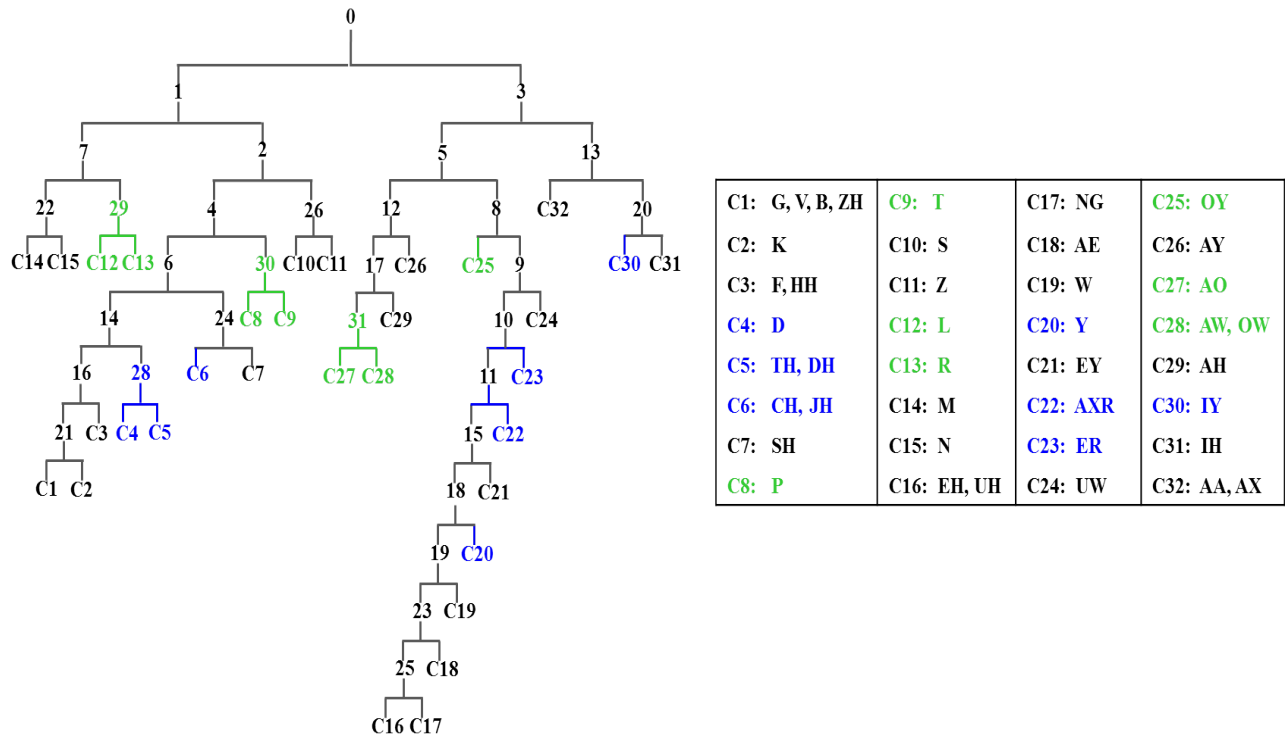 0
1 3
7 2 5 13
22 29 4 26 12 8 C32 20
C14 C15 C12 C13 6 30 C10 C11 17 C26 C25 9 C30 C31
14 24 C8 C9 31 C29 10 C24
16 28 C6 C7 C27 C28 11 C23
21 C3 C4 C5 15 C22
C1 C2 18 C21
19 C20
23 C19
25 C18
C16 C17
C1: G, V, B, ZH C9: T C17: NG C25: OY
C2: K C10: S C18: AE C26: AY
C3: F, HH C11: Z C19: W C27: AO
C4: D C12: L C20: Y C28: AW, OW
C5: TH, DH C13: R C21: EY C29: AH
C6: CH, JH C14: M C22: AXR C30: IY
C7: SH C15: N C23: ER C31: IH
C8: P C16: EH, UH C24: UW C32: AA, AX